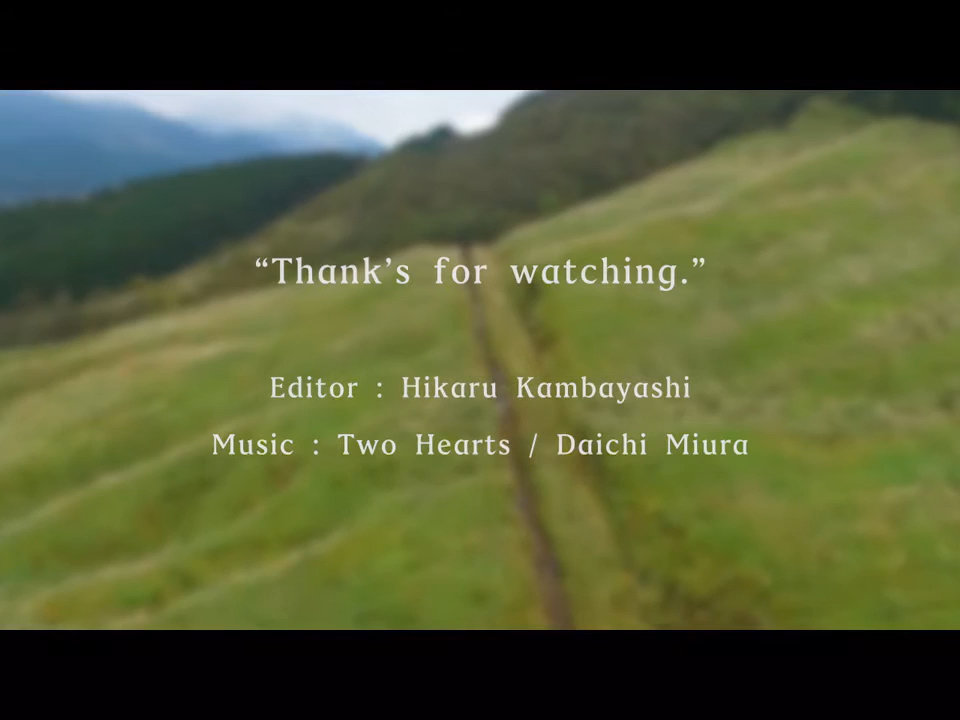 “Thank’s for watching.”
Editor : Hikaru Kambayashi
Music : Two Hearts / Daichi Miura